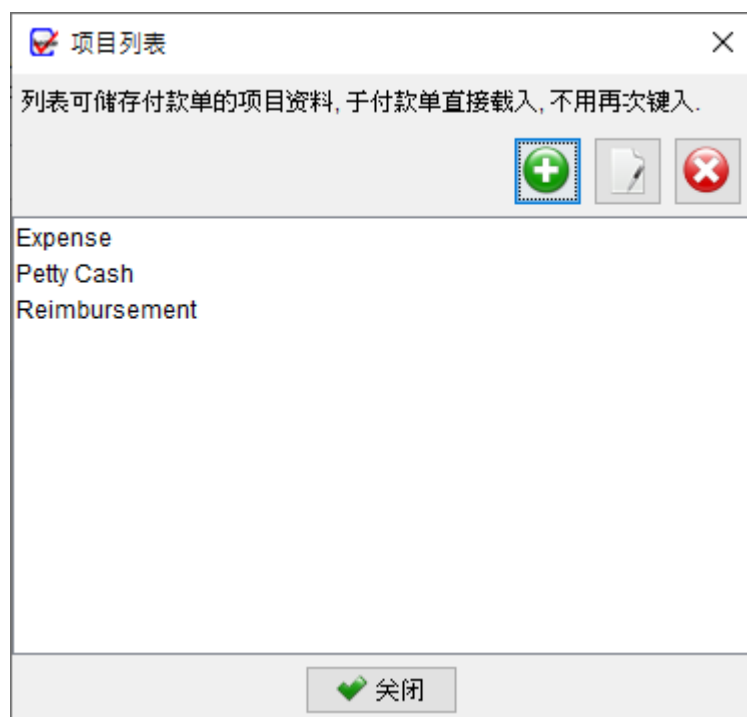 项目列表
列表可储存付款单的项目资料, 于付款单直接载入, 不用再次键入.
Expense
Petty Cash
Reimbursement
关闭